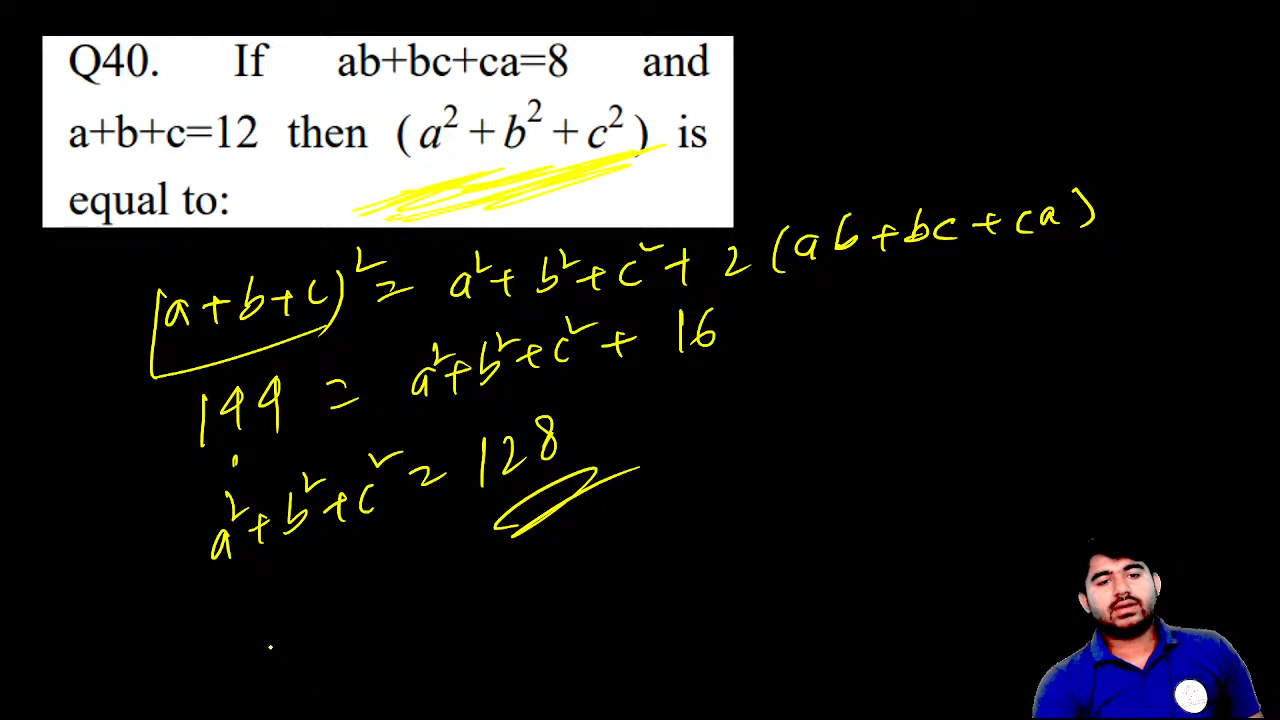 Q40. If ab+bc+ca=8 and
a+b+c=12 then (a²+b²+c²) is
equal to:
(a+b+c)² = a²+b²+c²+2(ab+bc+ca)
144 = a²+b²+c²+ 16
a²+b²+c² = 128